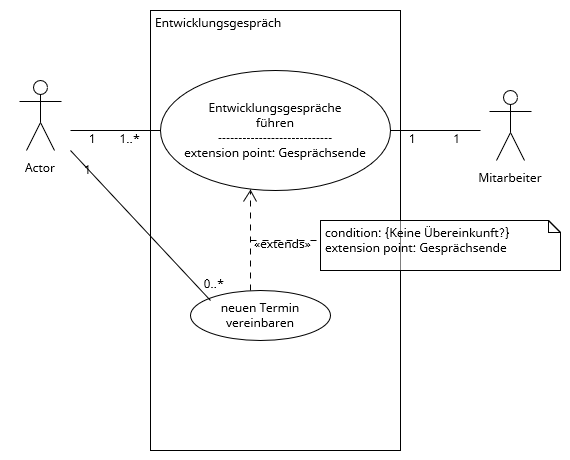 Entwicklungsgespräch
Entwicklungsgespräche
führen
----------------------------
extension point: Gesprächsende
1
1..*
1
1
Actor
Mitarbeiter
1
condition: {Keine Übereinkunft?}
extension point: Gesprächsende
«extends»
0..*
neuen Termin
vereinbaren